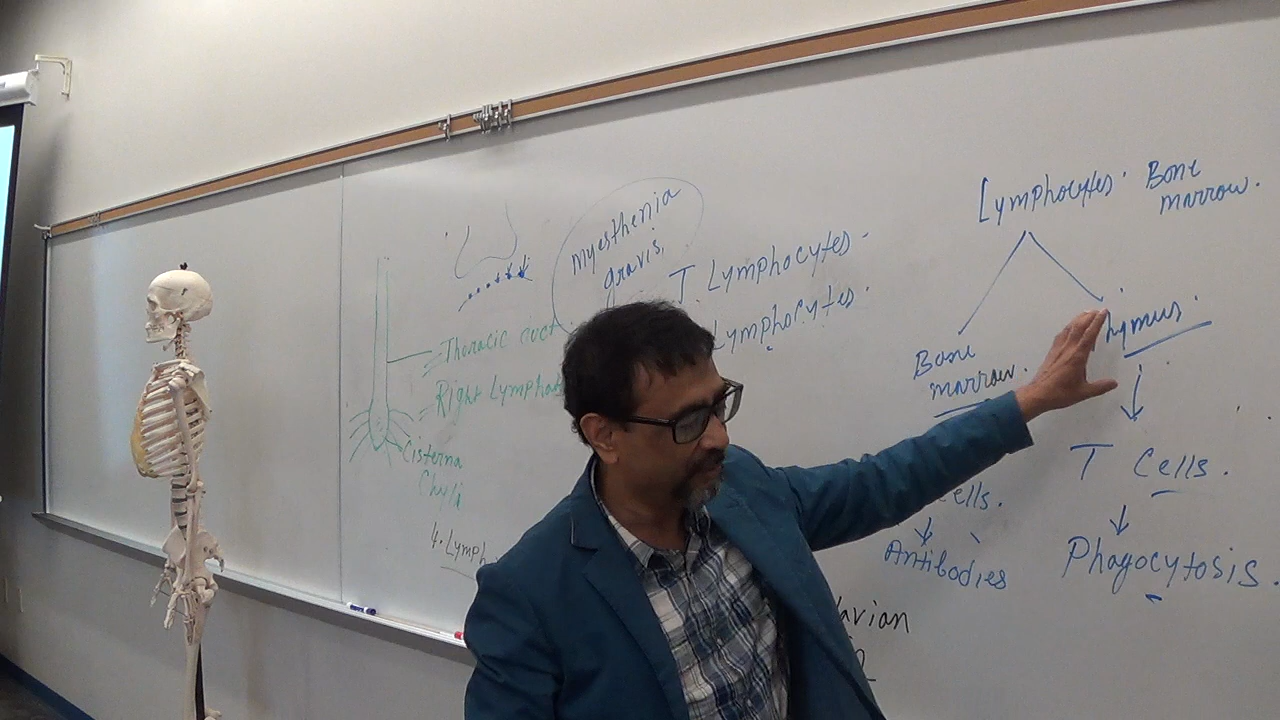 myesthenia
gravis.
T Lymphocytes.
Lymphocytes.
Thoracic
Right Lymphat
Cisterna
Chyli
4. Lymph
Lymphocytes. Bone
marrow.
Bone
marrow.
hymus.
T Cells.
ells.
Antibodies
Phagocytosis.
avian